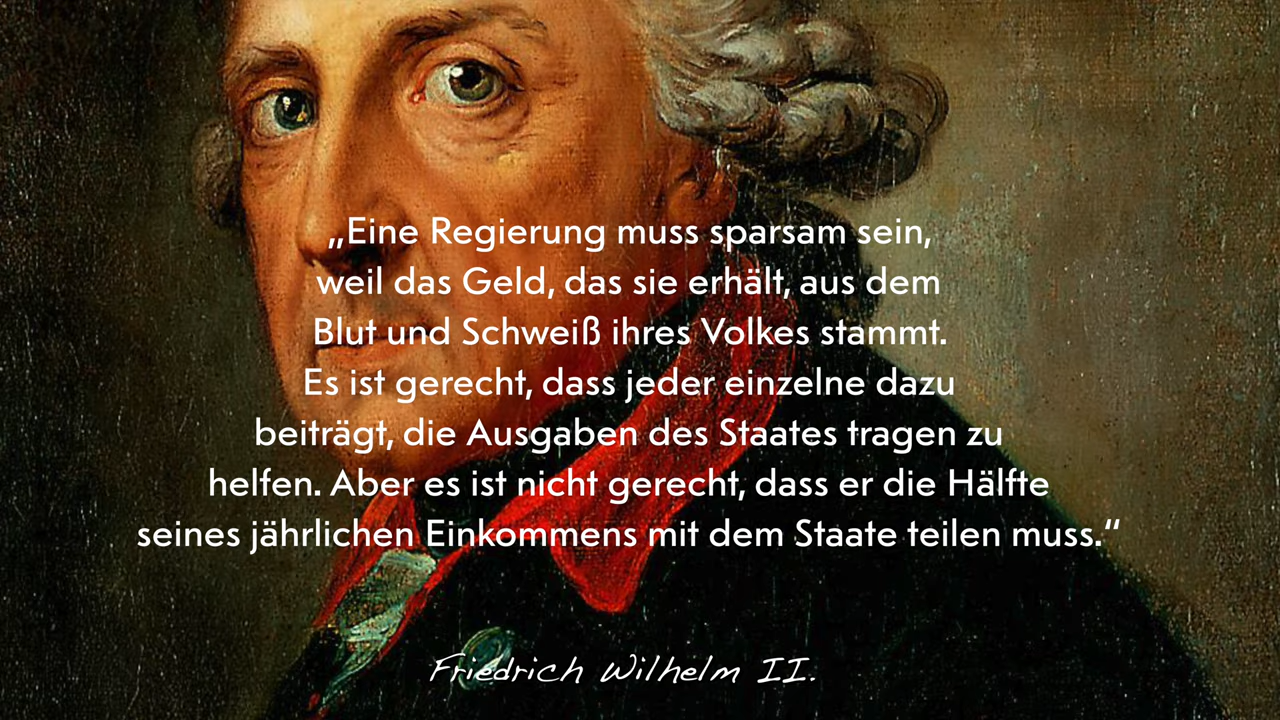 „Eine Regierung muss sparsam sein,
weil das Geld, das sie erhält, aus dem
Blut und Schweiß ihres Volkes stammt.
Es ist gerecht, dass jeder einzelne dazu
beiträgt, die Ausgaben des Staates tragen zu
helfen. Aber es ist nicht gerecht, dass er die Hälfte
seines jährlichen Einkommens mit dem Staate teilen muss.“
Friedrich Wilhelm II.